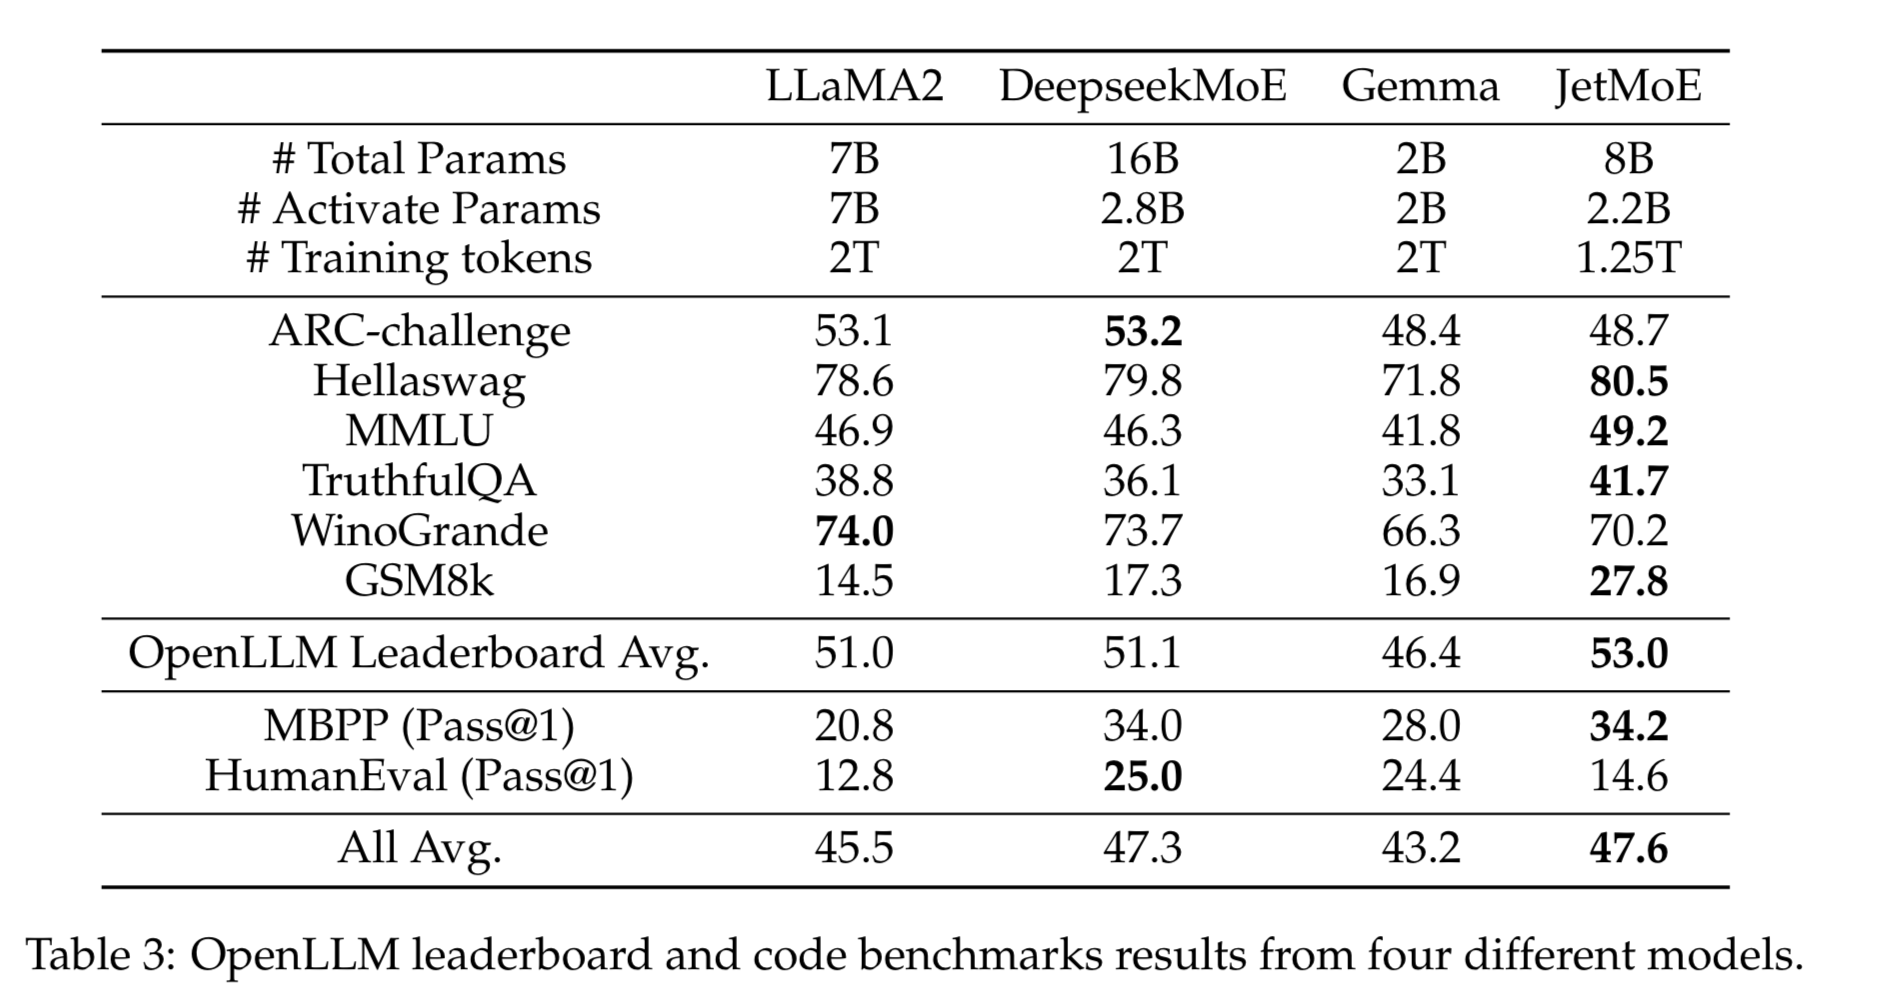 LLaMA2 DeepseekMoE Gemma JetMoE
# Total Params 7B 16B 2B 8B
# Activate Params 7B 2.8B 2B 2.2B
# Training tokens 2T 2T 2T 1.25T
ARC-challenge 53.1 53.2 48.4 48.7
Hellaswag 78.6 79.8 71.8 80.5
MMLU 46.9 46.3 41.8 49.2
TruthfulQA 38.8 36.1 33.1 41.7
WinoGrande 74.0 73.7 66.3 70.2
GSM8k 14.5 17.3 16.9 27.8
OpenLLM Leaderboard Avg. 51.0 51.1 46.4 53.0
MBPP (Pass@1) 20.8 34.0 28.0 34.2
HumanEval (Pass@1) 12.8 25.0 24.4 14.6
All Avg. 45.5 47.3 43.2 47.6
Table 3: OpenLLM leaderboard and code benchmarks results from four different models.